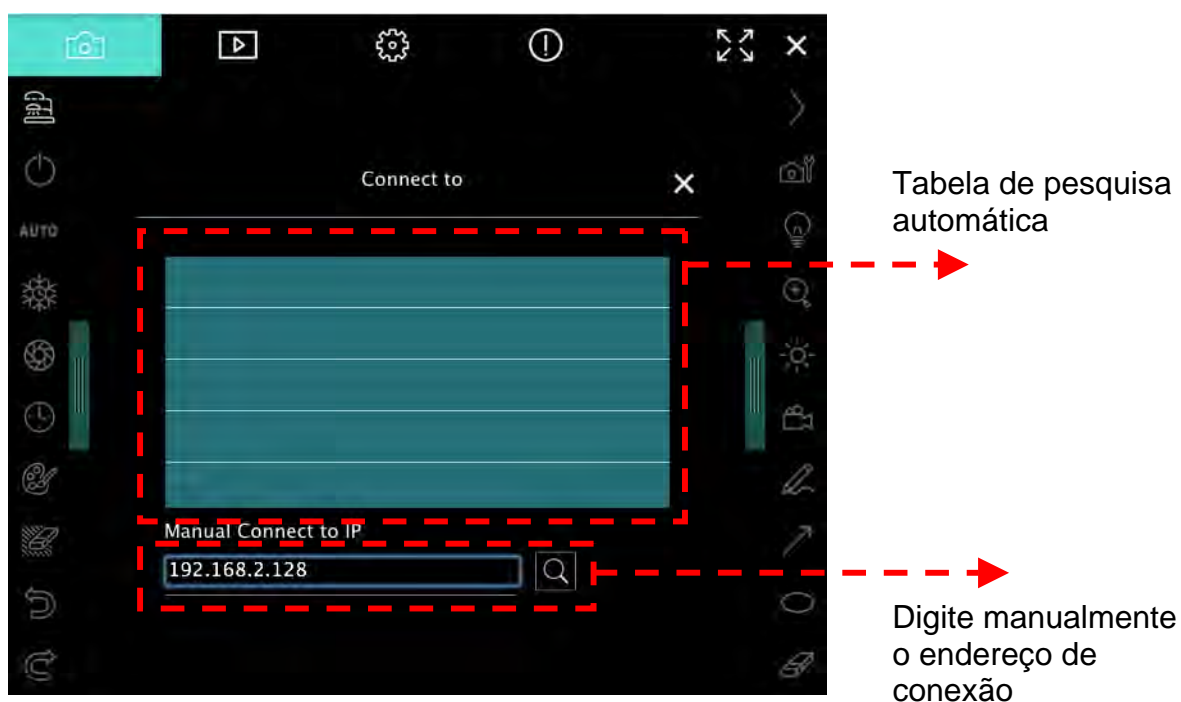 Connect to
AUTO
Manual Connect to IP
192.168.2.128
Tabela de pesquisa
automática
Digite manualmente
o endereço de
conexão